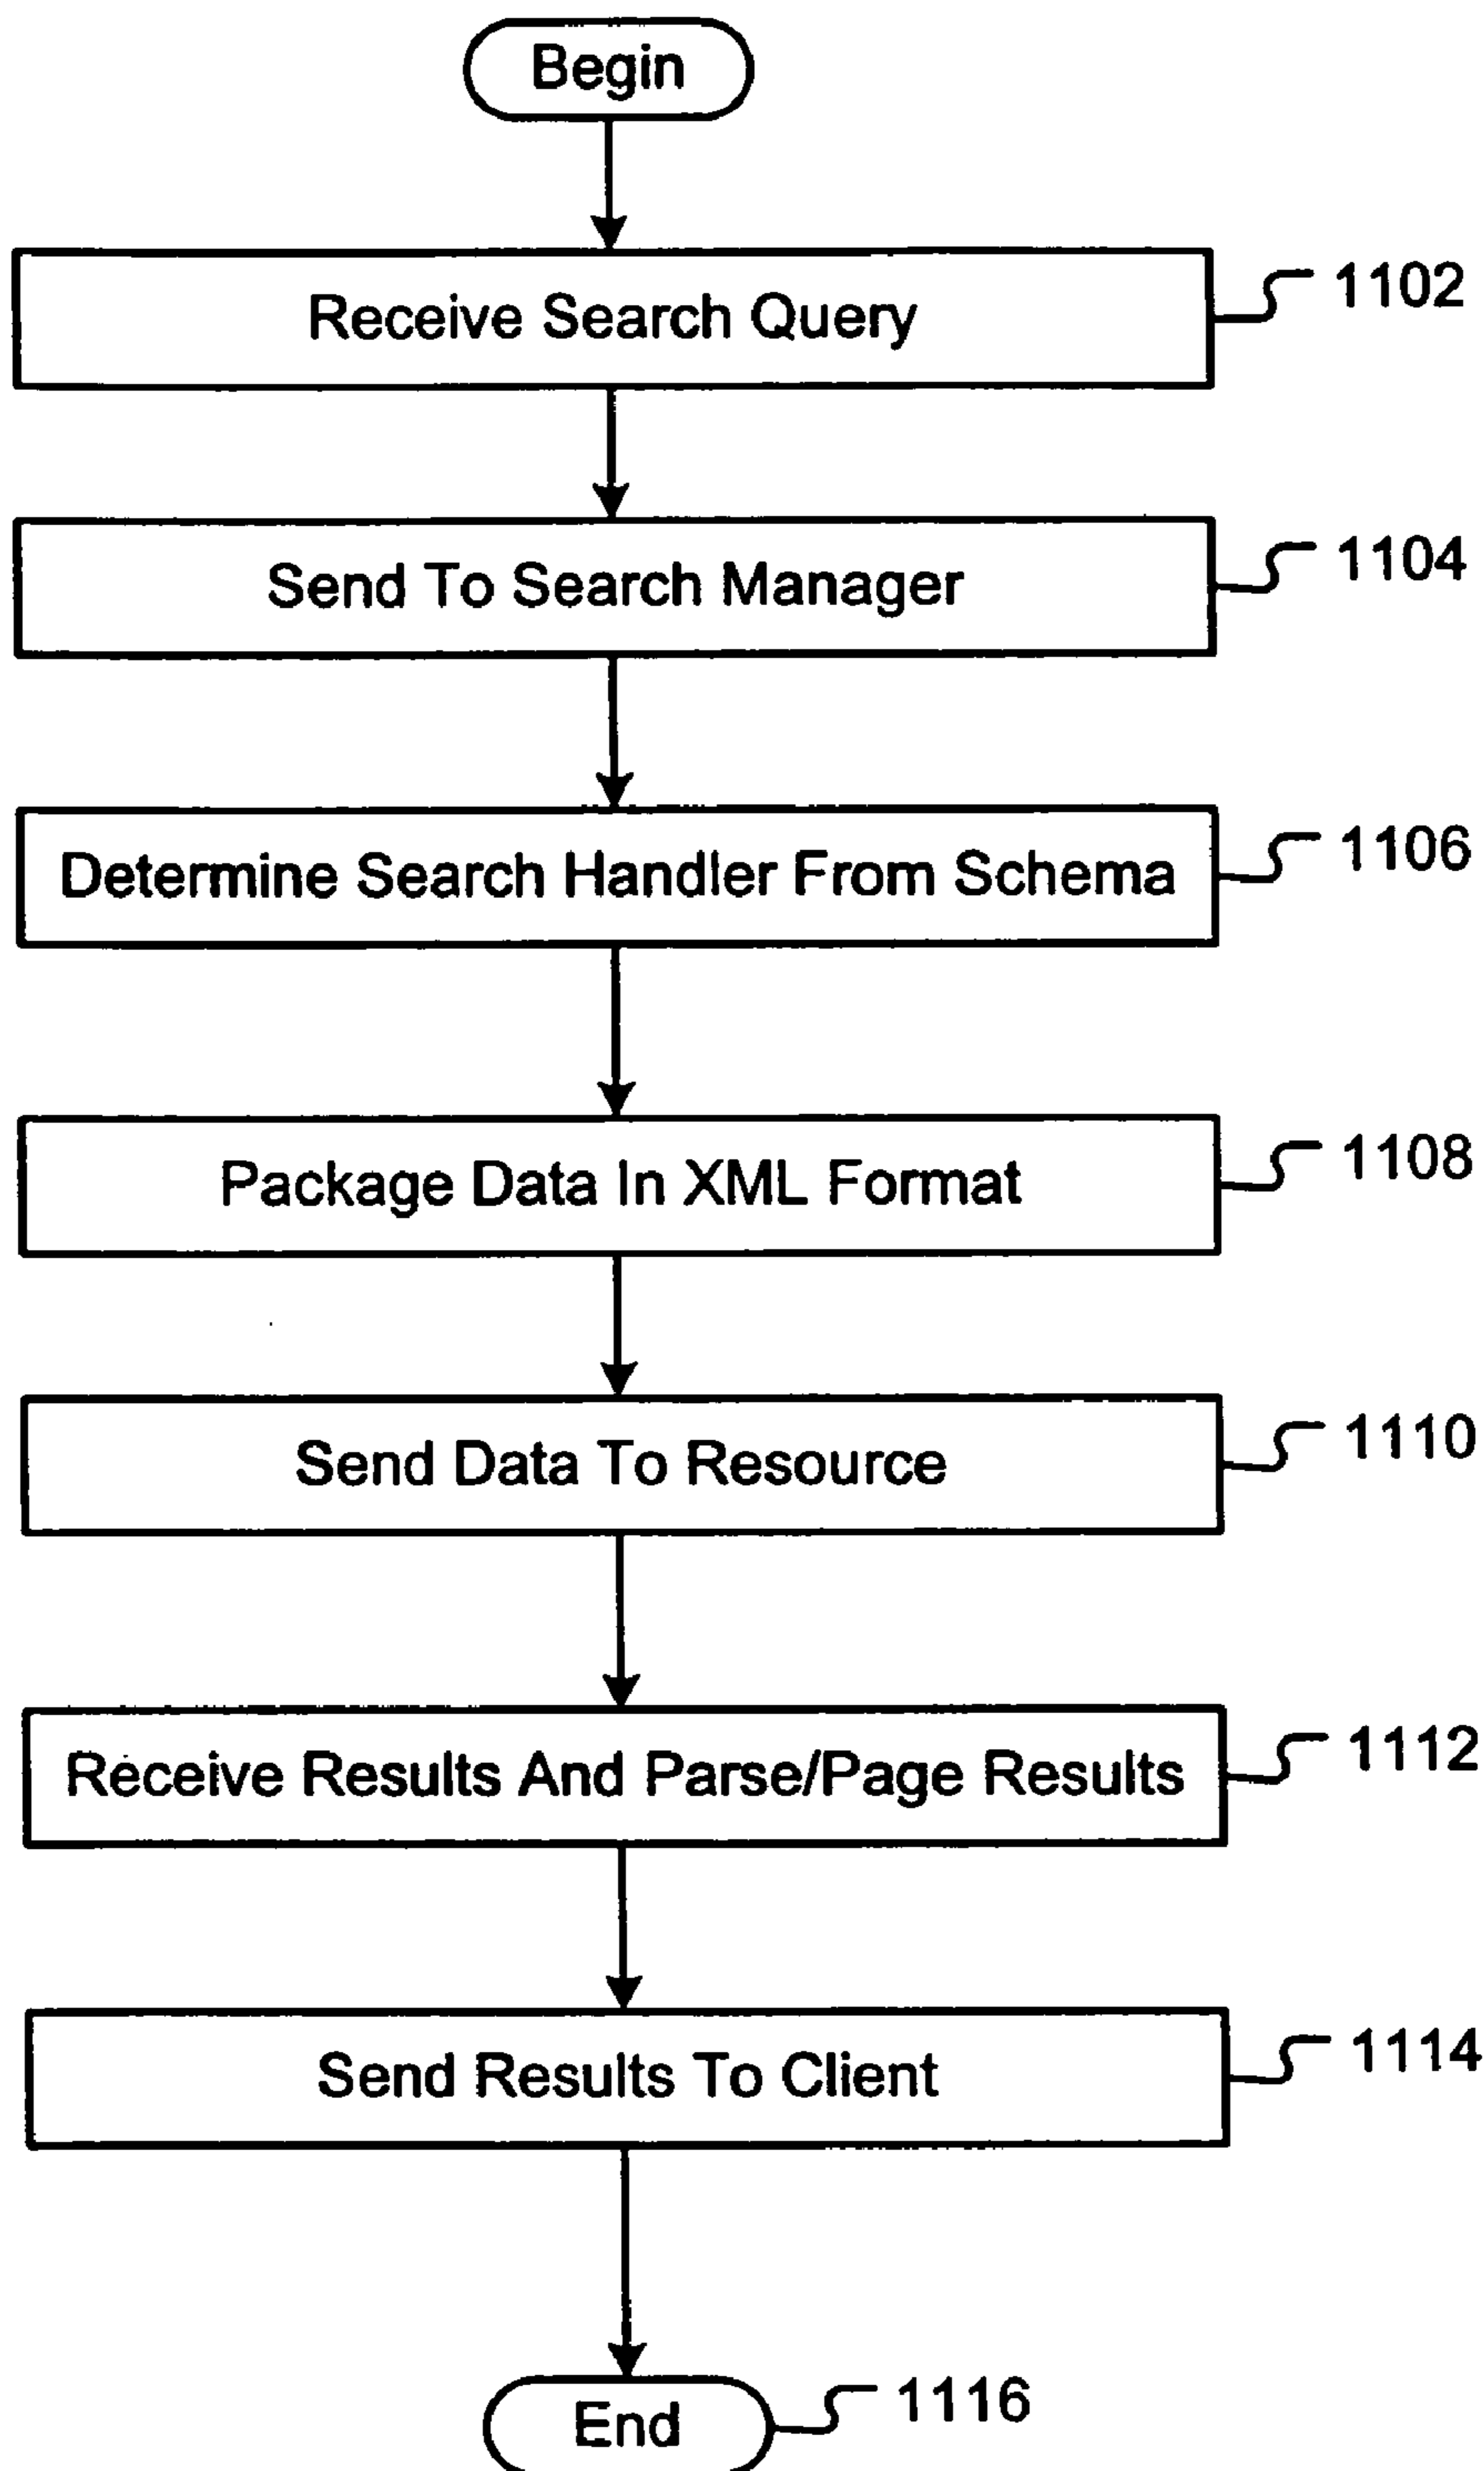 Begin
Receive Search Query
1102
Send To Search Manager
1104
Determine Search Handler From Schema
1106
Package Data In XML Format
1108
Send Data To Resource
1110
Receive Results And Parse/Page Results
1112
Send Results To Client
1114
End
1116